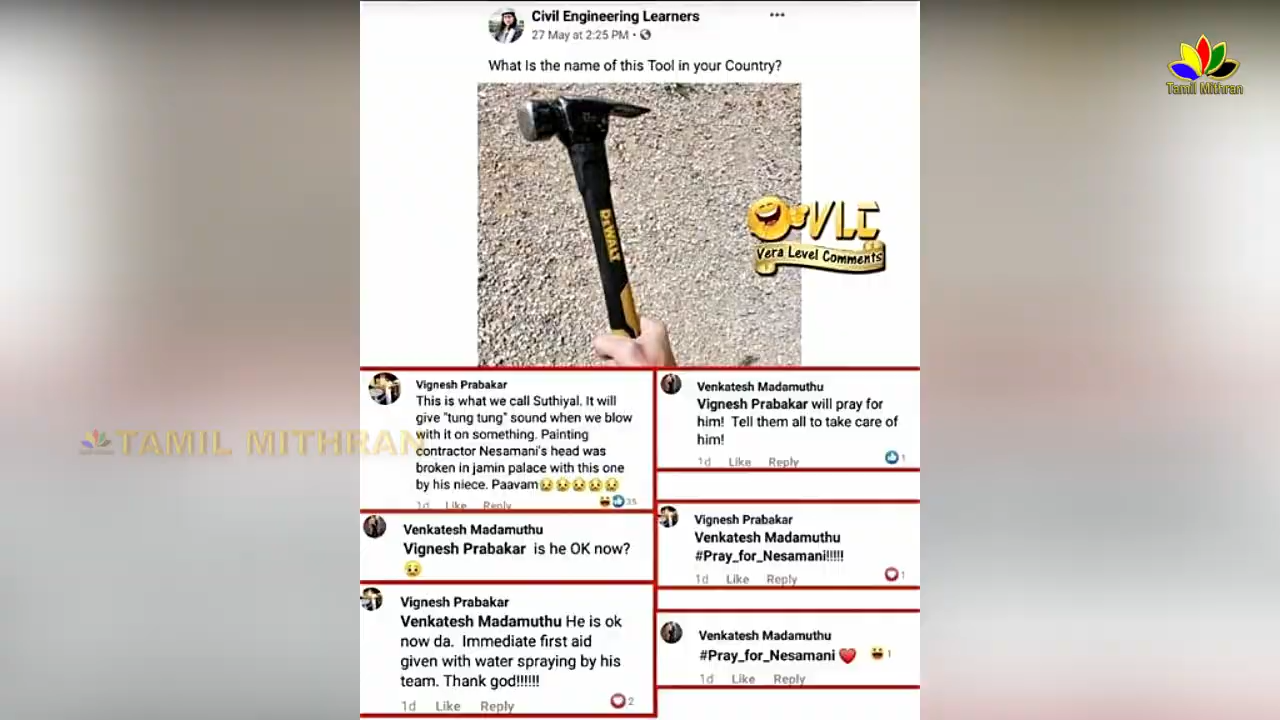 Civil Engineering Learners
27 May at 2:25 PM
What Is the name of this Tool in your Country?
DEWALT
VLC
Vera Level Comments
Tamil Mithran
TAMIL MITHRAN
Vignesh Prabakar
This is what we call Suthiyal. It will
give "tung tung" sound when we blow
with it on something. Painting
contractor Nesamani's head was
broken in jamin palace with this one
by his niece. Paavam😢😢😢😢😢
1d Like Reply 35
Venkatesh Madamuthu
Vignesh Prabakar is he OK now?
😢
Vignesh Prabakar
Venkatesh Madamuthu He is ok
now da. Immediate first aid
given with water spraying by his
team. Thank god!!!!!!
1d Like Reply 2
Venkatesh Madamuthu
Vignesh Prabakar will pray for
him! Tell them all to take care of
him!
1d Like Reply 1
Vignesh Prabakar
Venkatesh Madamuthu
#Pray_for_Nesamani!!!!!
1d Like Reply 1
Venkatesh Madamuthu
#Pray_for_Nesamani ❤️ 1
1d Like Reply